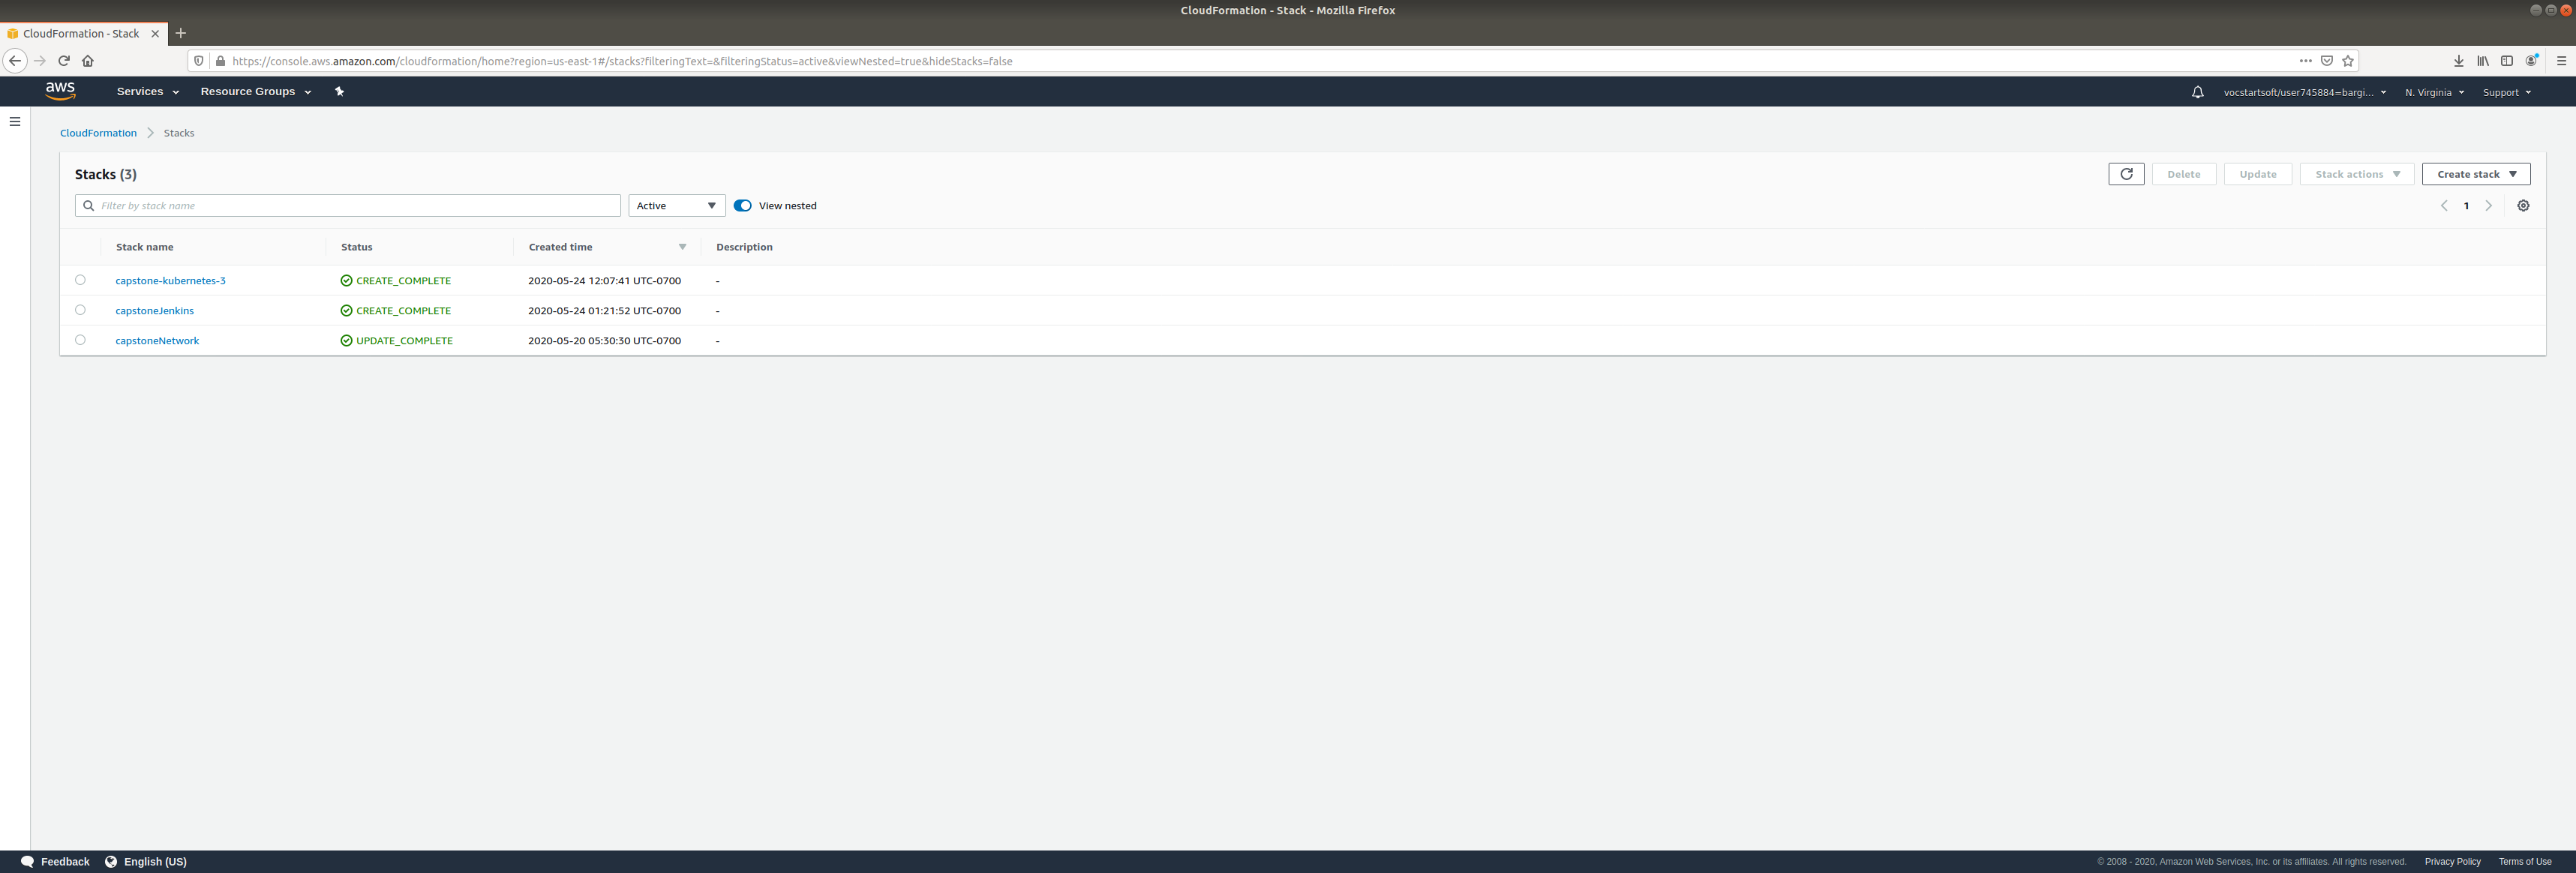 CloudFormation - Stack - Mozilla Firefox
CloudFormation - Stack
https://console.aws.amazon.com/cloudformation/home?region=us-east-1#/stacks?filteringText=&filteringStatus=active&viewNested=true&hideStacks=false
aws Services Resource Groups vocstartsoft/user745884=bargi... N. Virginia Support
CloudFormation Stacks
Stacks (3) Delete Update Stack actions Create stack
Filter by stack name Active View nested 1
Stack name Status Created time Description
capstone-kubernetes-3 CREATE_COMPLETE 2020-05-24 12:07:41 UTC-0700 -
capstoneJenkIns CREATE_COMPLETE 2020-05-24 01:21:52 UTC-0700 -
capstoneNetwork UPDATE_COMPLETE 2020-05-20 05:30:30 UTC-0700 -
Feedback English (US) © 2008 - 2020, Amazon Web Services, Inc. or its affiliates. All rights reserved. Privacy Policy Terms of Use